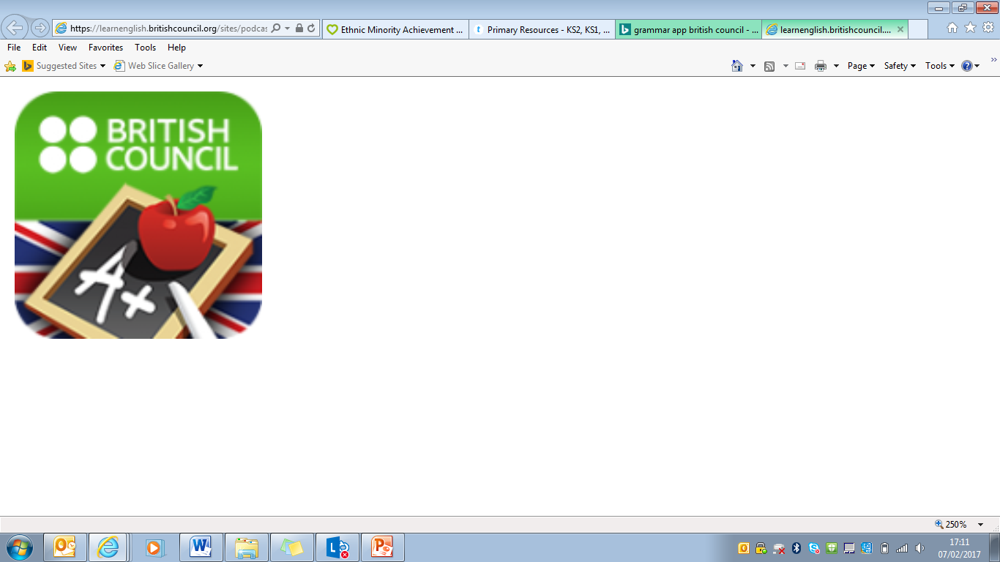 https://learnenglish.britishcouncil.org/sites/podcas
Ethnic Minority Achievement ...
Primary Resources - KS2, KS1, ...
grammar app british council - ...
learnenglish.britishcouncil....
File Edit View Favorites Tools Help
Suggested Sites Web Slice Gallery
Page Safety Tools
BRITISH
COUNCIL
A+
250%
17:11
07/02/2017